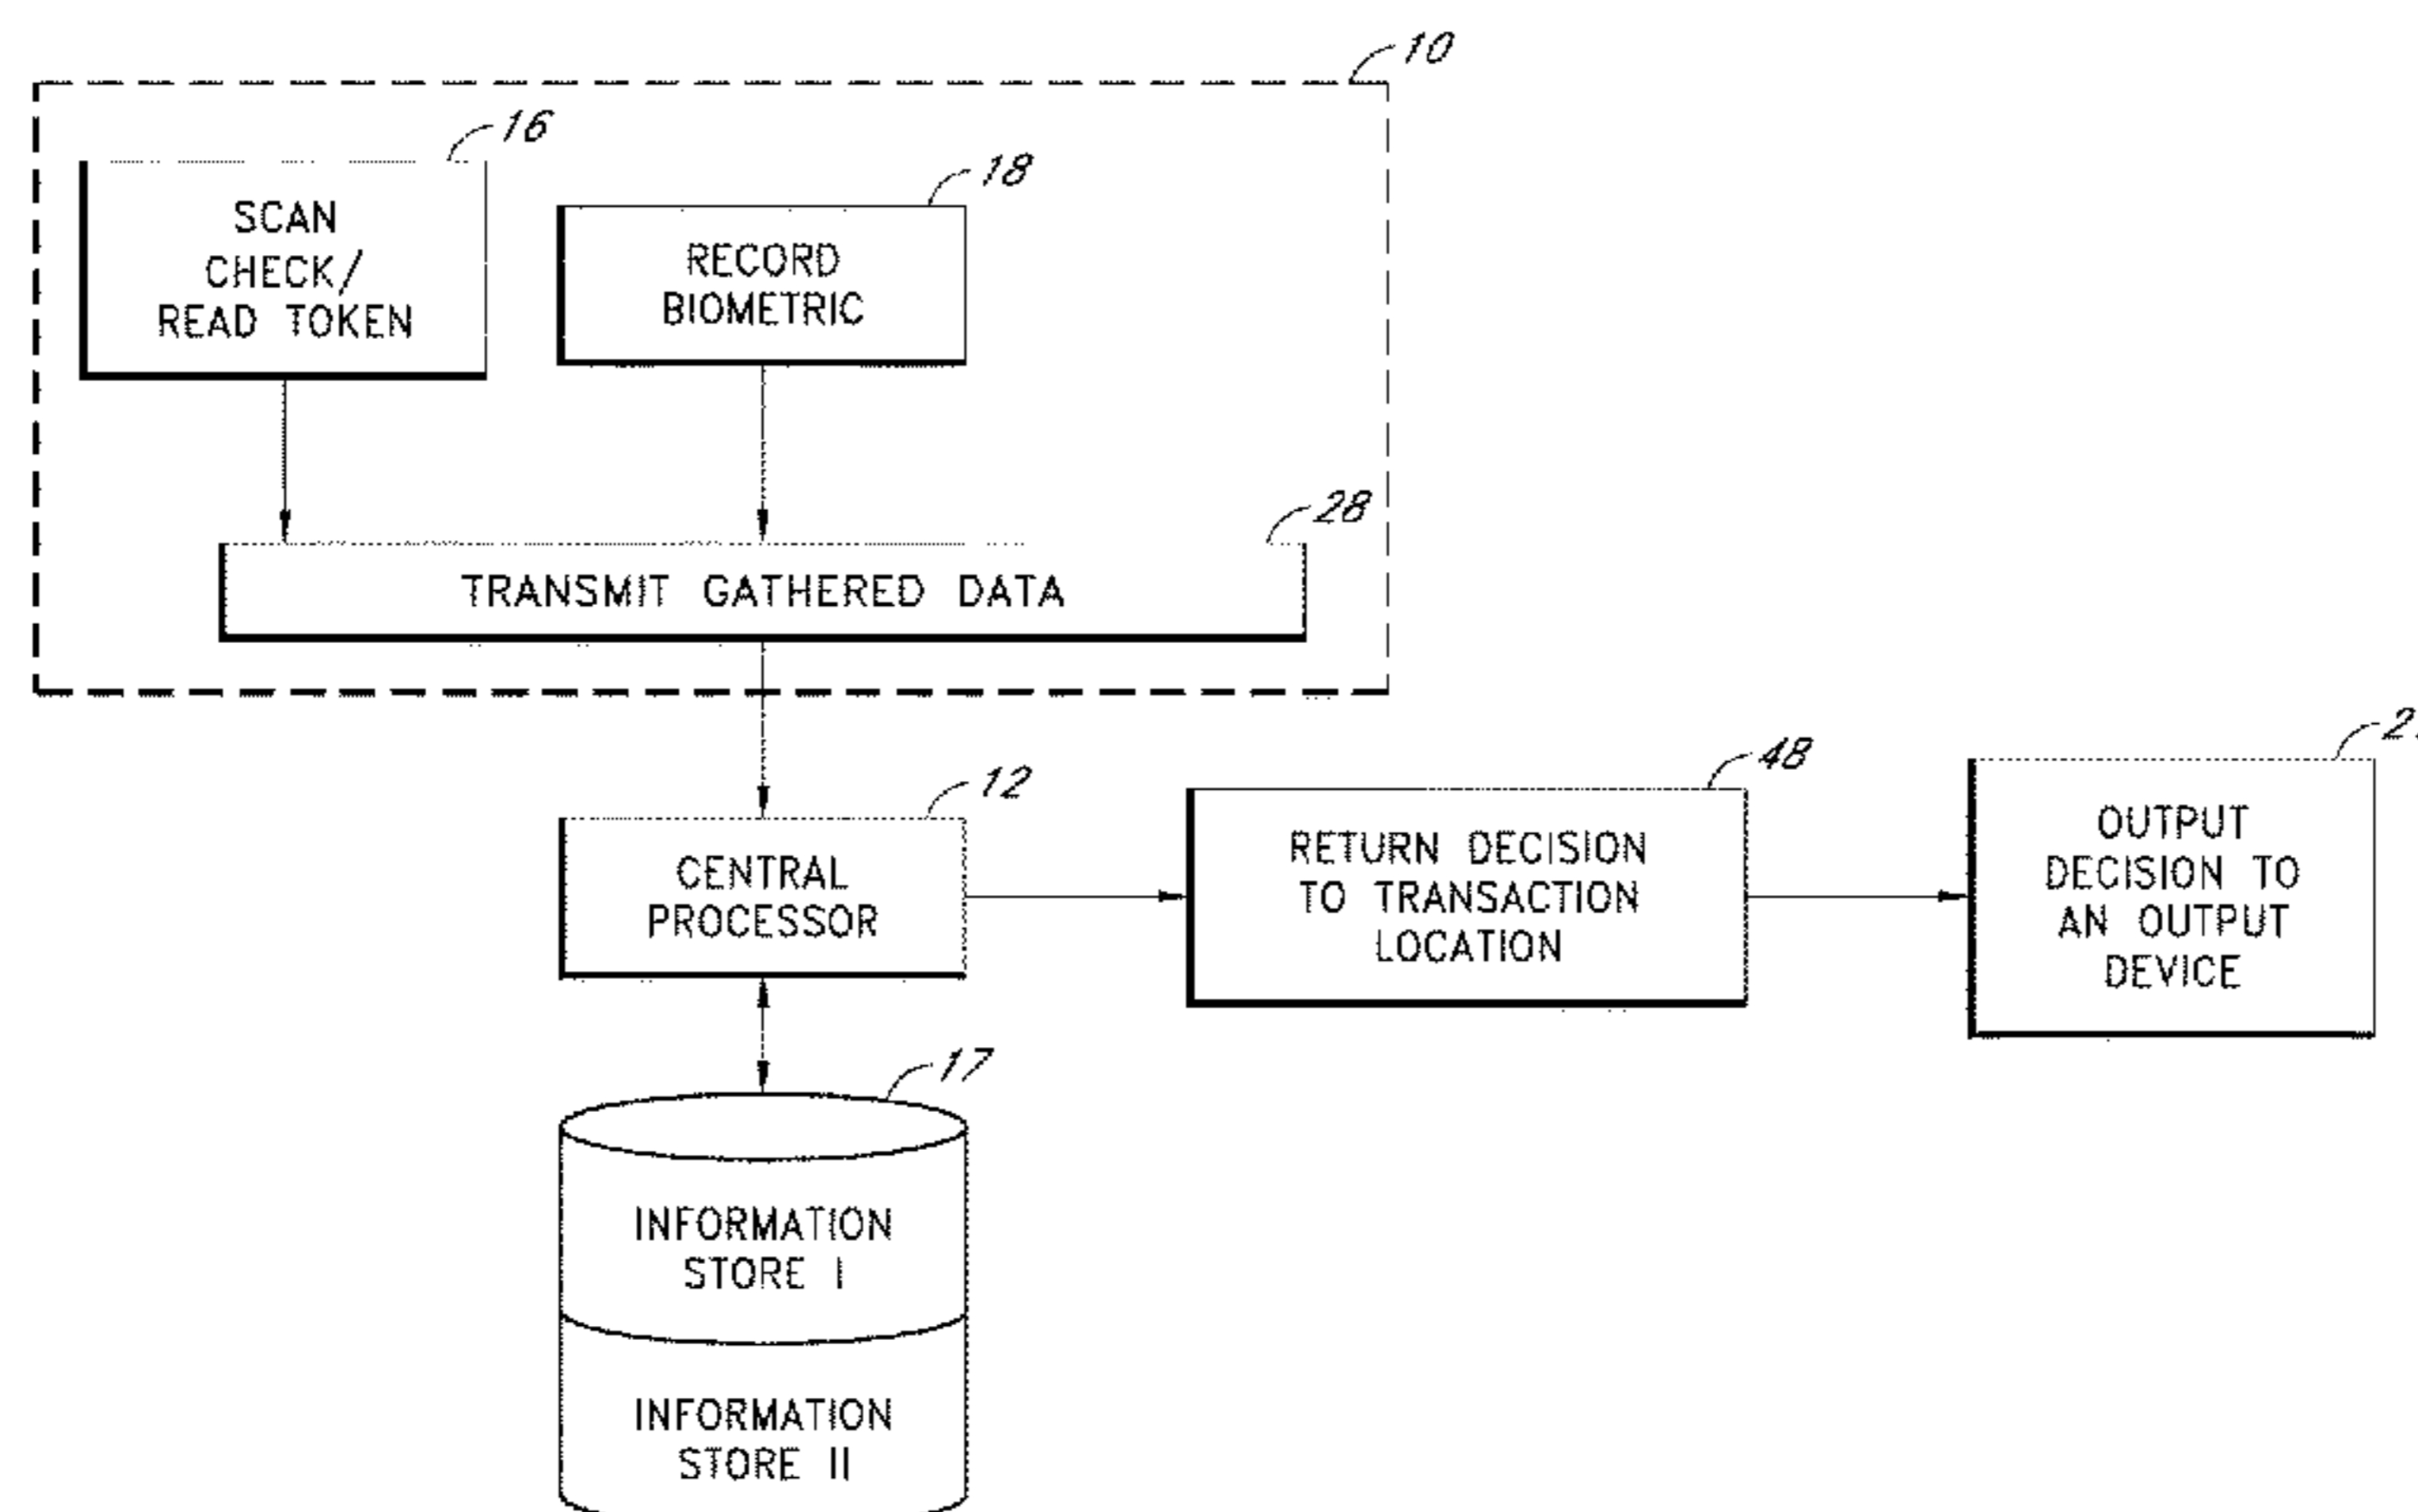 10
16
SCAN
CHECK/
READ TOKEN
18
RECORD
BIOMETRIC
28
TRANSMIT GATHERED DATA
12
CENTRAL
PROCESSOR
48
RETURN DECISION
TO TRANSACTION
LOCATION
OUTPUT
DECISION TO
AN OUTPUT
DEVICE
17
INFORMATION
STORE I
INFORMATION
STORE II